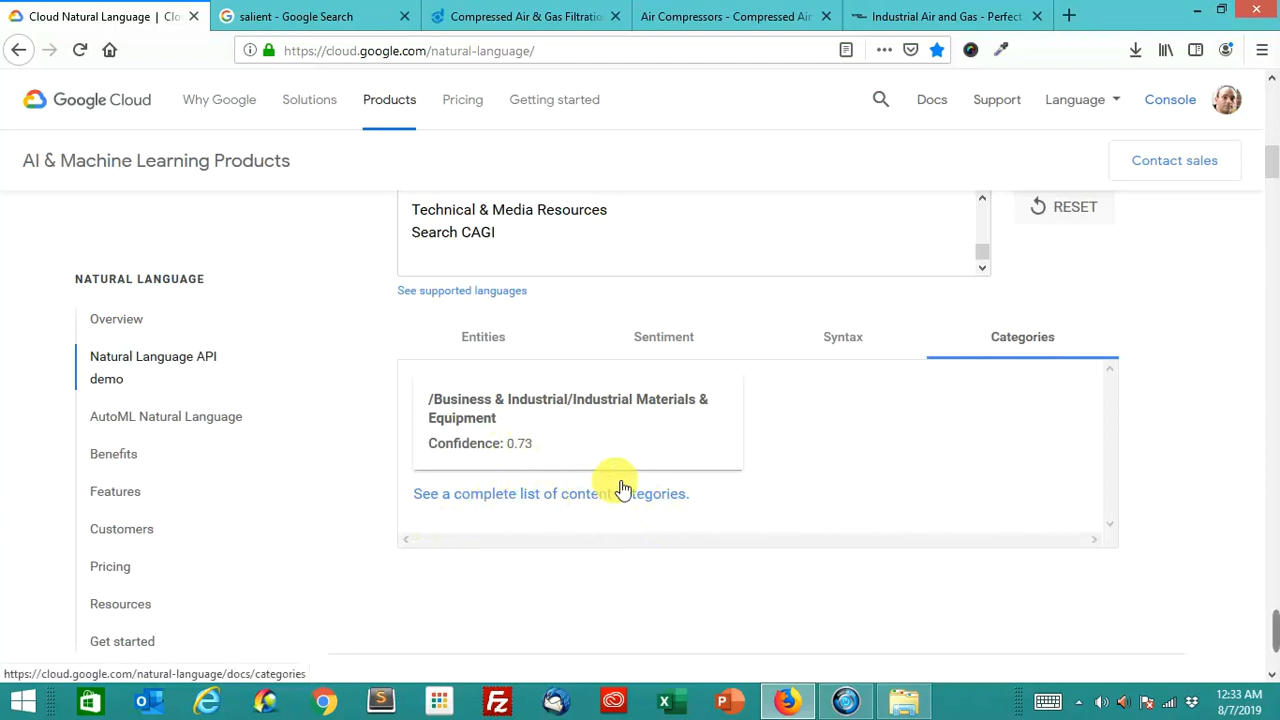 Cloud Natural Language | Clo
salient - Google Search
Compressed Air & Gas Filtratio
Air Compressors - Compressed Air
Industrial Air and Gas - Perfect
https://cloud.google.com/natural-language/
Google Cloud
Why Google
Solutions
Products
Pricing
Getting started
Docs
Support
Language
Console
AI & Machine Learning Products
Contact sales
Technical & Media Resources
Search CAGI
RESET
See supported languages
NATURAL LANGUAGE
Overview
Natural Language API
demo
AutoML Natural Language
Benefits
Features
Customers
Pricing
Resources
Get started
Entities
Sentiment
Syntax
Categories
/Business & Industrial/Industrial Materials &
Equipment
Confidence: 0.73
See a complete list of content categories.
https://cloud.google.com/natural-language/docs/categories
12:33 AM
8/7/2019